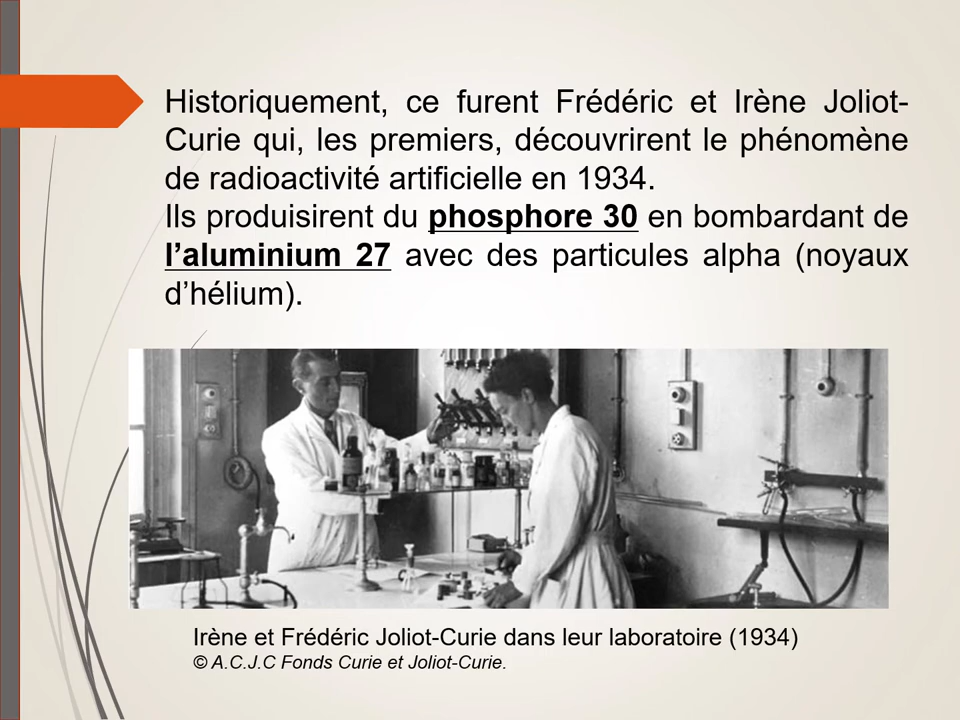 Historiquement, ce furent Frédéric et Irène Joliot-
Curie qui, les premiers, découvrirent le phénomène
de radioactivité artificielle en 1934.
Ils produisirent du phosphore 30 en bombardant de
l’aluminium 27 avec des particules alpha (noyaux
d’hélium).
Irène et Frédéric Joliot-Curie dans leur laboratoire (1934)
© A.C.J.C Fonds Curie et Joliot-Curie.